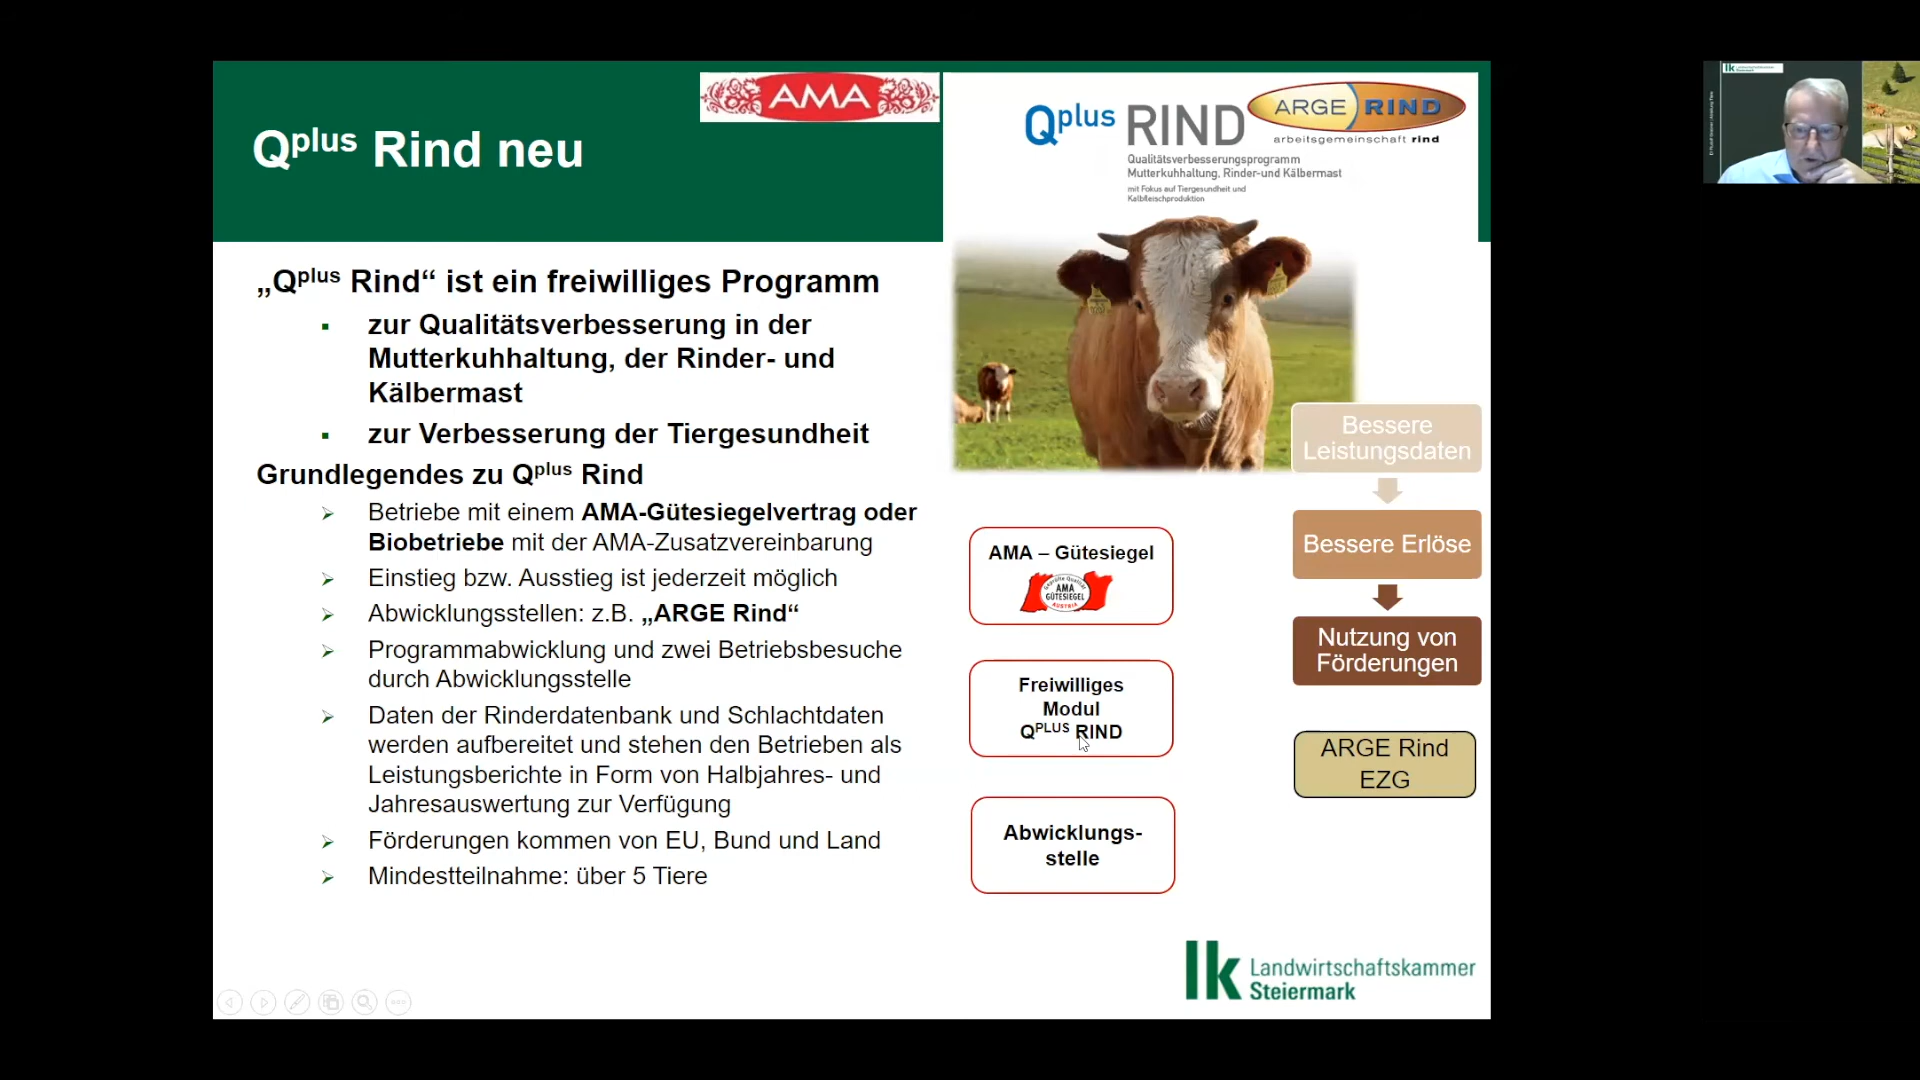 AMA
Qplus Rind neu
Qplus RIND
ARGE RIND
arbeitsgemeinschaft rind
Qualitätsverbesserungsprogramm
Mutterkuhhaltung, Rinder-und Kälbermast
mit Fokus auf Tiergesundheit und
Kalbfleischproduktion
„Qplus Rind“ ist ein freiwilliges Programm
▪ zur Qualitätsverbesserung in der
Mutterkuhhaltung, der Rinder- und
Kälbermast
▪ zur Verbesserung der Tiergesundheit
Grundlegendes zu Qplus Rind
➢ Betriebe mit einem AMA-Gütesiegelvertrag oder
Biobetriebe mit der AMA-Zusatzvereinbarung
➢ Einstieg bzw. Ausstieg ist jederzeit möglich
➢ Abwicklungsstellen: z.B. „ARGE Rind“
➢ Programmabwicklung und zwei Betriebsbesuche
durch Abwicklungsstelle
➢ Daten der Rinderdatenbank und Schlachtdaten
werden aufbereitet und stehen den Betrieben als
Leistungsberichte in Form von Halbjahres- und
Jahresauswertung zur Verfügung
➢ Förderungen kommen von EU, Bund und Land
➢ Mindestteilnahme: über 5 Tiere
AMA – Gütesiegel
Geprüfte Qualität
AMA
GÜTESIEGEL
AUSTRIA
Freiwilliges
Modul
QPLUS RIND
Abwicklungs-
stelle
Bessere
Leistungsdaten
Bessere Erlöse
Nutzung von
Förderungen
ARGE Rind
EZG
lk Landwirtschaftskammer
Steiermark
lk